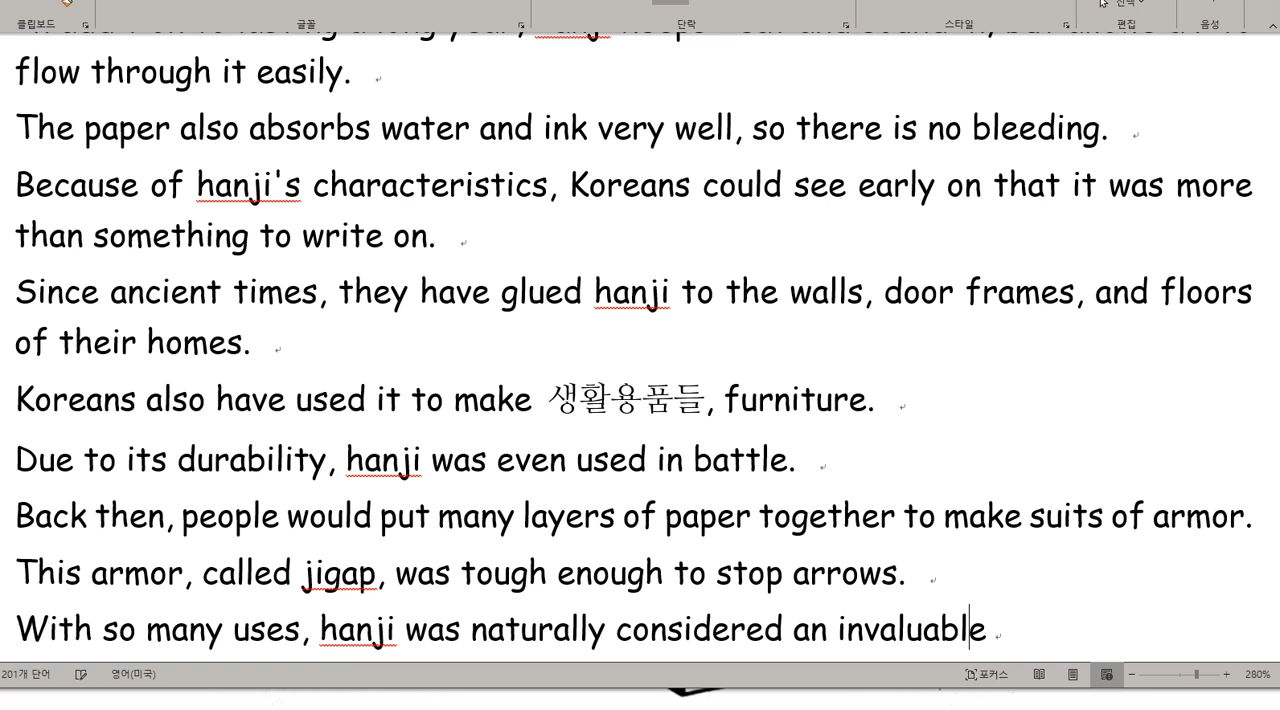 클립보드
글꼴
단락
스타일
편집
음성
flow through it easily.
The paper also absorbs water and ink very well, so there is no bleeding.
Because of hanji's characteristics, Koreans could see early on that it was more
than something to write on.
Since ancient times, they have glued hanji to the walls, door frames, and floors
of their homes.
Koreans also have used it to make 생활용품들, furniture.
Due to its durability, hanji was even used in battle.
Back then, people would put many layers of paper together to make suits of armor.
This armor, called jigap, was tough enough to stop arrows.
With so many uses, hanji was naturally considered an invaluable
201개 단어 영어(미국) 포커스 280%